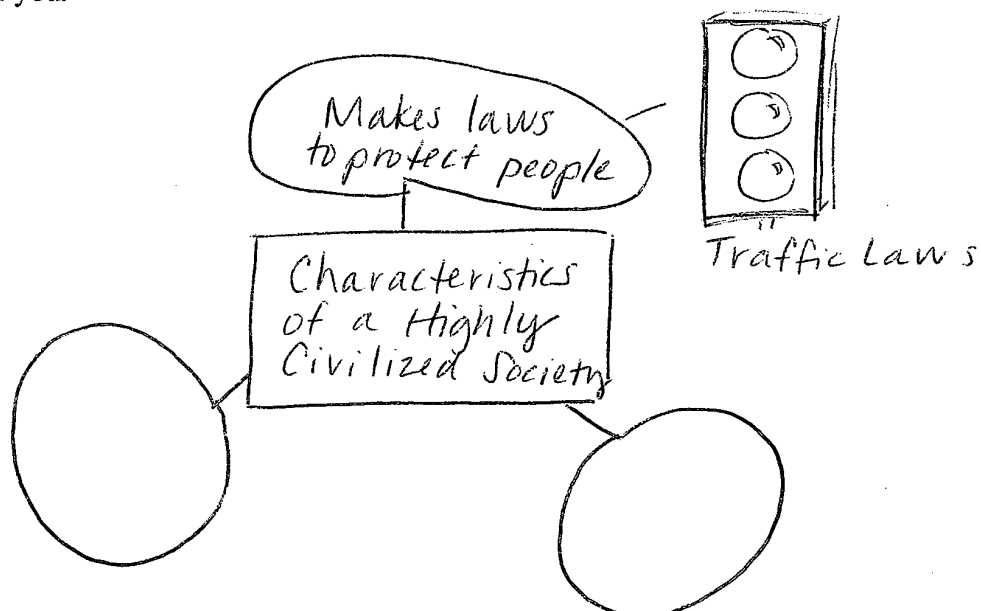 Makes laws
to protect people
Traffic Laws
Characteristics
of a Highly
Civilized Society